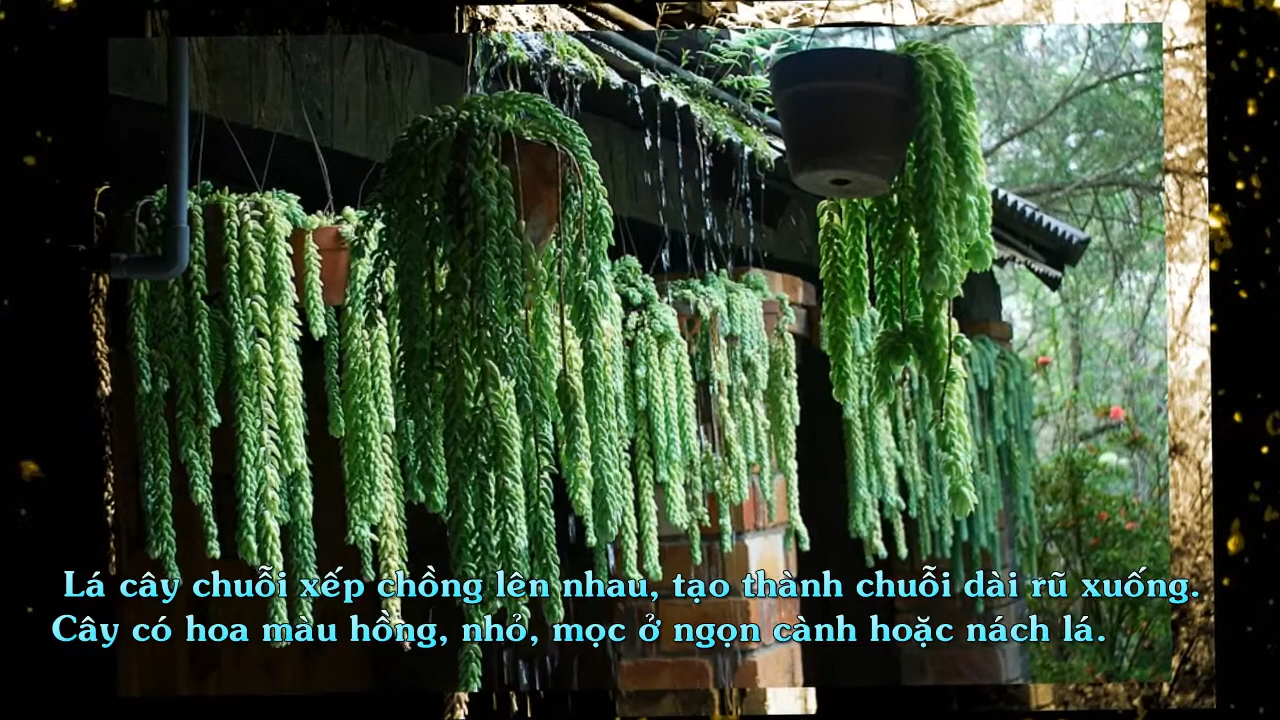 Lá cây chuỗi xếp chồng lên nhau, tạo thành chuỗi dài rũ xuống.
Cây có hoa màu hồng, nhỏ, mọc ở ngọn cành hoặc nách lá.